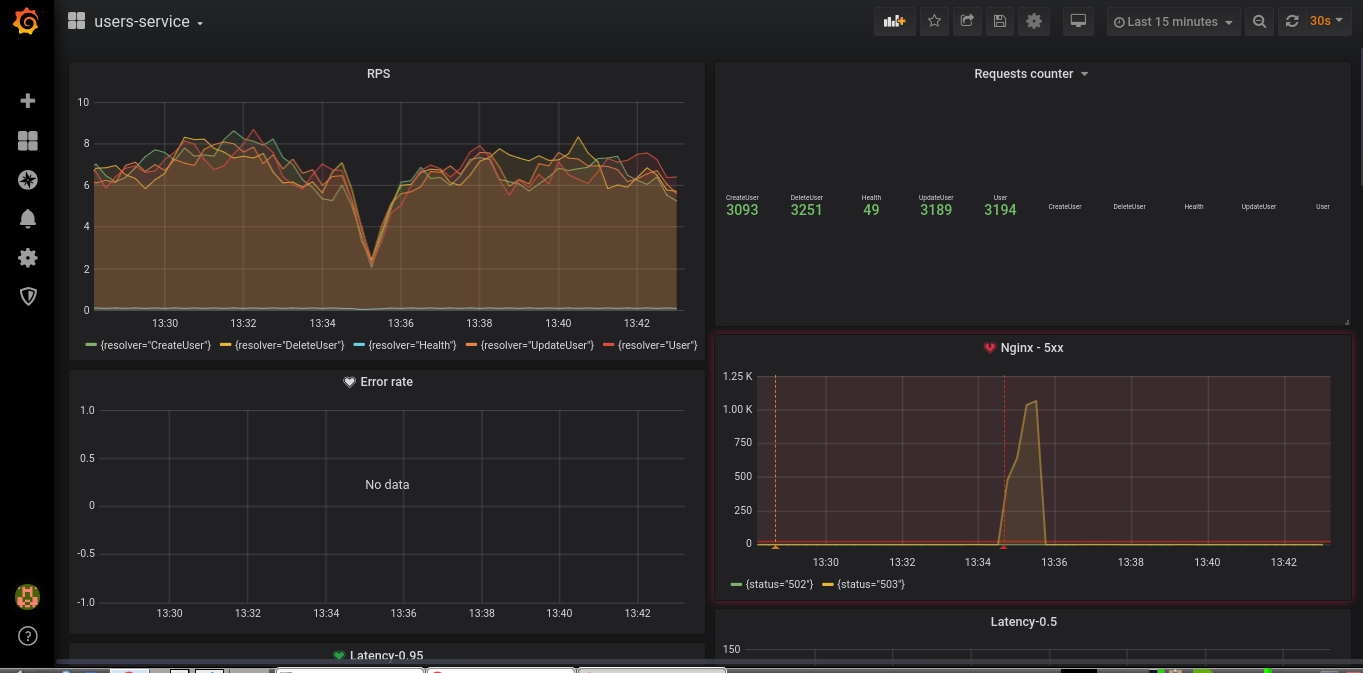 users-service
Last 15 minutes
30s
RPS
10
8
6
4
2
0
13:30 13:32 13:34 13:36 13:38 13:40 13:42
{resolver="CreateUser"} {resolver="DeleteUser"} {resolver="Health"} {resolver="UpdateUser"} {resolver="User"}
Requests counter
CreateUser DeleteUser Health UpdateUser User CreateUser DeleteUser Health UpdateUser User
3093 3251 49 3189 3194
Error rate
1.0
0.5
No data
0
-0.5
-1.0
13:30 13:32 13:34 13:36 13:38 13:40 13:42
Nginx - 5xx
1.25 K
1.00 K
750
500
250
0
13:30 13:32 13:34 13:36 13:38 13:40 13:42
{status="502"} {status="503"}
Latency-0.95
Latency-0.5
150